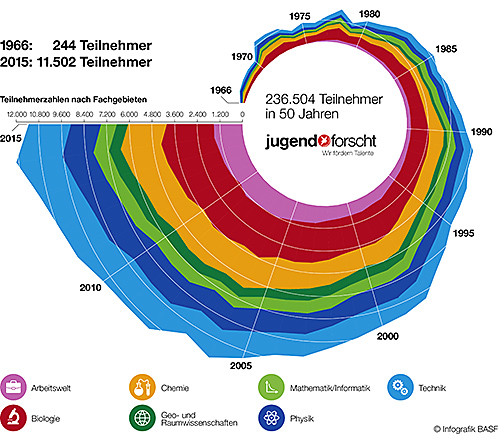 1966: 244 Teilnehmer
2015: 11.502 Teilnehmer
Teilnehmerzahlen nach Fachgebieten
12.000 10.800 9.600 8.400 7.200 6.000 4.800 3.600 2.400 1.200 0
1966
1970
1975
1980
1985
1990
1995
2000
2005
2010
2015
236.504 Teilnehmer
in 50 Jahren
jugend forscht
Wir fördern Talente
Arbeitswelt
Chemie
Mathematik/Informatik
Technik
Biologie
Geo- und
Raumwissenschaften
Physik
© Infografik BASF